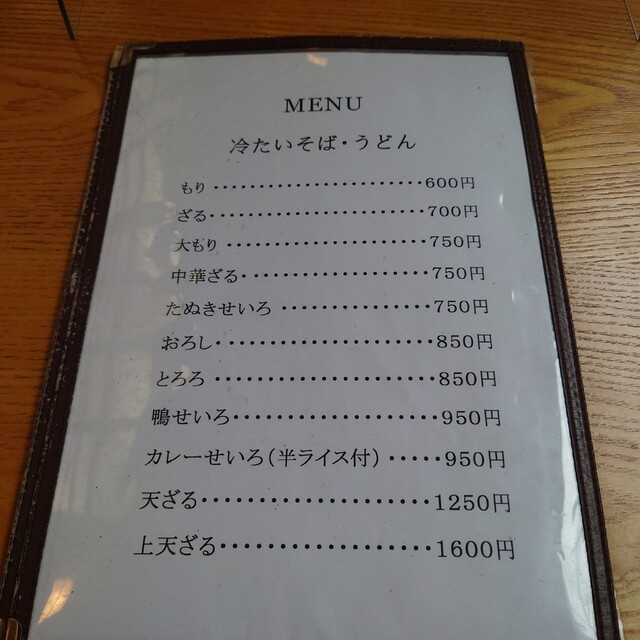 MENU
冷たいそば・うどん
もり・・・・・・・・・・・・・・・・・・・・・・600円
ざる・・・・・・・・・・・・・・・・・・・・・・700円
大もり・・・・・・・・・・・・・・・・・・・・750円
中華ざる・・・・・・・・・・・・・・・・・・・750円
たぬきせいろ・・・・・・・・・・・・・・・750円
おろし・・・・・・・・・・・・・・・・・・・・・850円
とろろ・・・・・・・・・・・・・・・・・・・・・850円
鴨せいろ・・・・・・・・・・・・・・・・・・・950円
カレーせいろ(半ライス付)・・・・・950円
天ざる・・・・・・・・・・・・・・・・・・・・1250円
上天ざる・・・・・・・・・・・・・・・・・・1600円